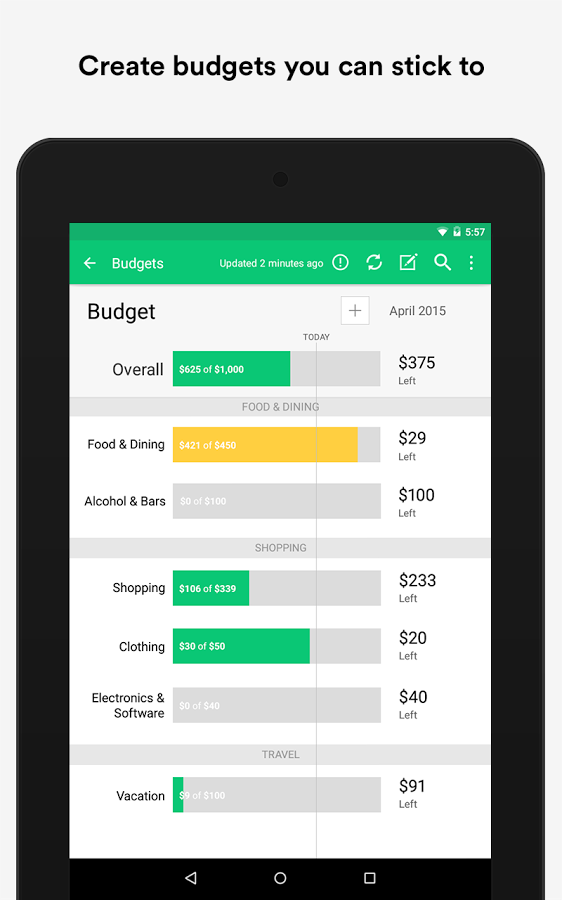 Create budgets you can stick to
5:57
Budgets Updated 2 minutes ago
Budget + April 2015
TODAY
Overall $625 of $1,000 $375
Left
FOOD & DINING
Food & Dining $421 of $450 $29
Left
Alcohol & Bars $0 of $100 $100
Left
SHOPPING
Shopping $106 of $339 $233
Left
Clothing $30 of $50 $20
Left
Electronics &
Software $0 of $40 $40
Left
TRAVEL
Vacation $9 of $100 $91
Left